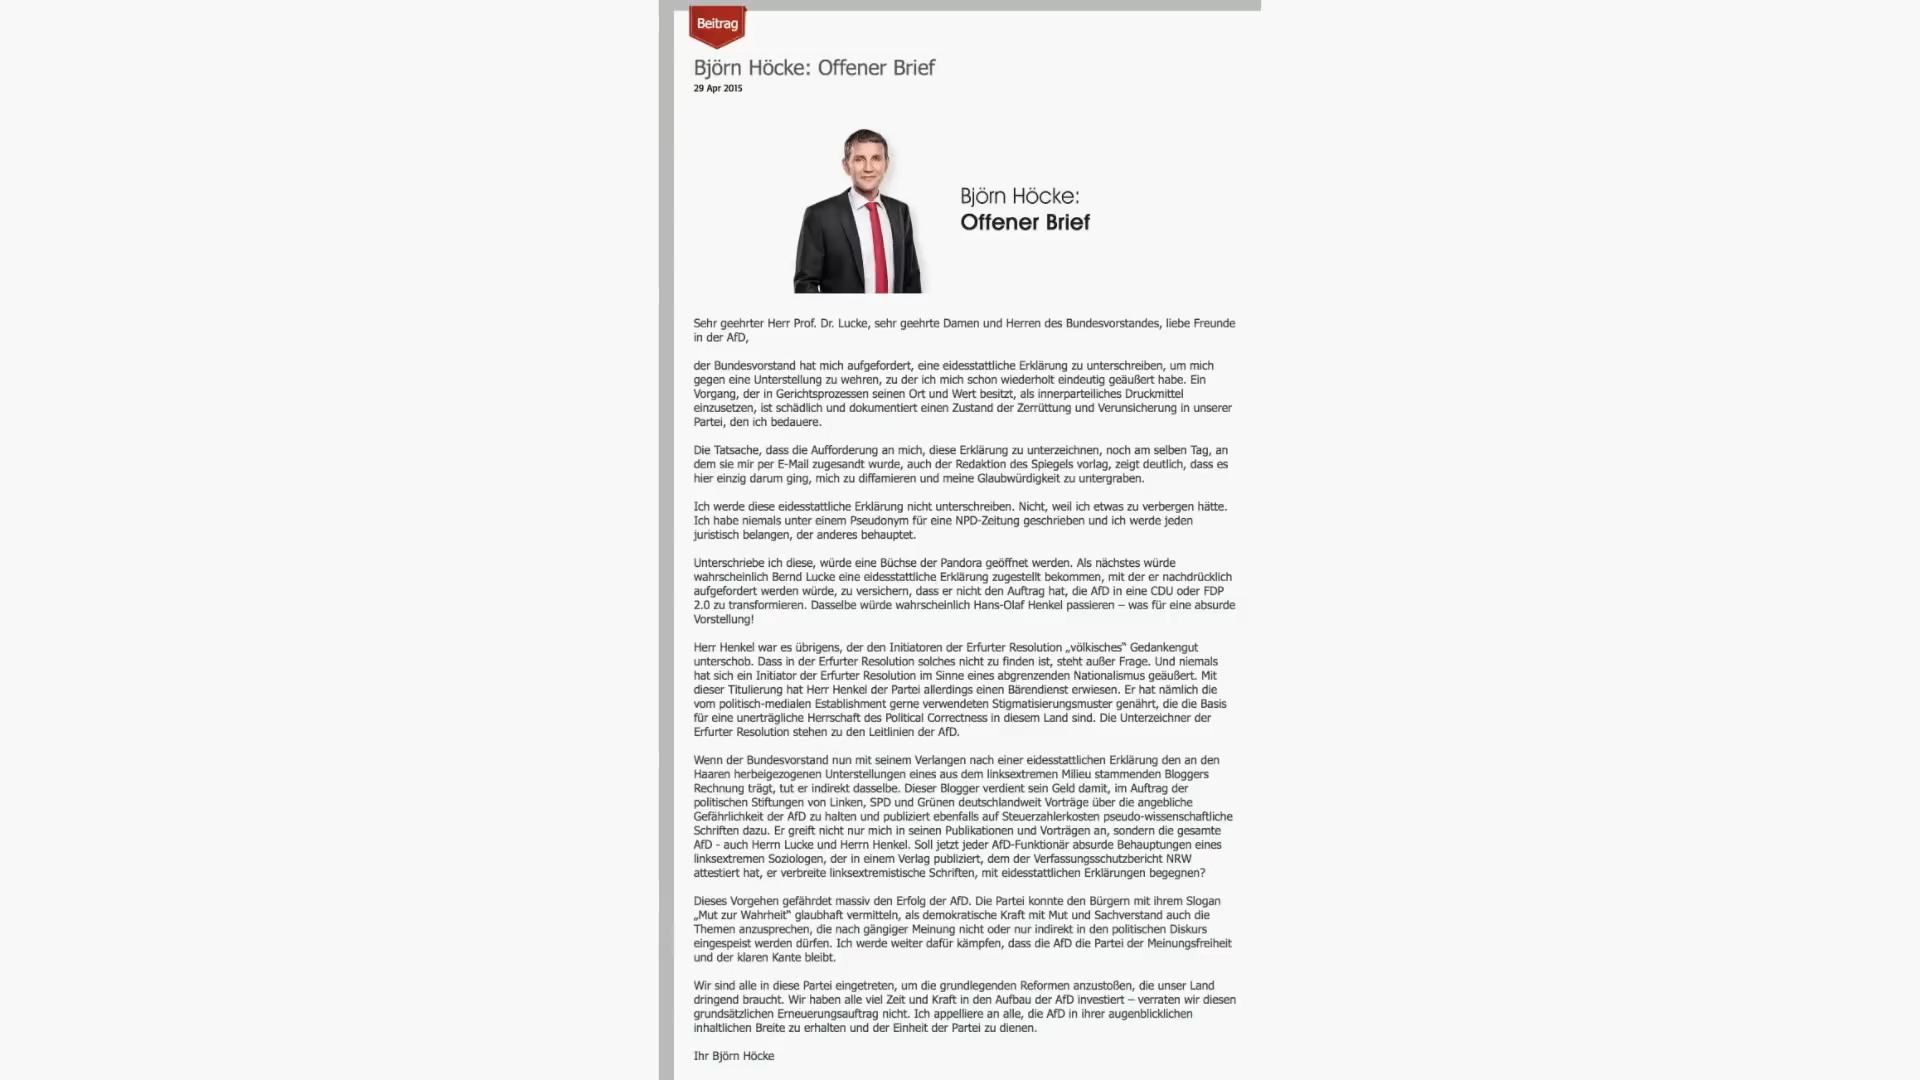 Beitrag
Björn Höcke: Offener Brief
29 Apr 2015
Björn Höcke:
Offener Brief
Sehr geehrter Herr Prof. Dr. Lucke, sehr geehrte Damen und Herren des Bundesvorstandes, liebe Freunde
in der AfD,
der Bundesvorstand hat mich aufgefordert, eine eidesstattliche Erklärung zu unterschreiben, um mich
gegen eine Unterstellung zu wehren, zu der ich mich schon wiederholt eindeutig geäußert habe. Ein
Vorgang, der in Gerichtsprozessen seinen Ort und Wert besitzt, als innerparteiliches Druckmittel
einzusetzen, ist schädlich und dokumentiert einen Zustand der Zerrüttung und Verunsicherung in unserer
Partei, den ich bedauere.
Die Tatsache, dass die Aufforderung an mich, diese Erklärung zu unterzeichnen, noch am selben Tag, an
dem sie mir per E-Mail zugesandt wurde, auch der Redaktion des Spiegels vorlag, zeigt deutlich, dass es
hier einzig darum ging, mich zu diffamieren und meine Glaubwürdigkeit zu untergraben.
Ich werde diese eidesstattliche Erklärung nicht unterschreiben. Nicht, weil ich etwas zu verbergen hätte.
Ich habe niemals unter einem Pseudonym für eine NPD-Zeitung geschrieben und ich werde jeden
juristisch belangen, der anderes behauptet.
Unterschriebe ich diese, würde eine Büchse der Pandora geöffnet werden. Als nächstes würde
wahrscheinlich Bernd Lucke eine eidesstattliche Erklärung zugestellt bekommen, mit der er nachdrücklich
aufgefordert werden würde, zu versichern, dass er nicht den Auftrag hat, die AfD in eine CDU oder FDP
2.0 zu transformieren. Dasselbe würde wahrscheinlich Hans-Olaf Henkel passieren – was für eine absurde
Vorstellung!
Herr Henkel war es übrigens, der den Initiatoren der Erfurter Resolution „völkisches“ Gedankengut
unterschob. Dass in der Erfurter Resolution solches nicht zu finden ist, steht außer Frage. Und niemals
hat sich ein Initiator der Erfurter Resolution im Sinne eines abgrenzenden Nationalismus geäußert. Mit
dieser Titulierung hat Herr Henkel der Partei allerdings einen Bärendienst erwiesen. Er hat nämlich die
vom politisch-medialen Establishment gerne verwendeten Stigmatisierungsmuster genährt, die die Basis
für eine unerträgliche Herrschaft des Political Correctness in diesem Land sind. Die Unterzeichner der
Erfurter Resolution stehen zu den Leitlinien der AfD.
Wenn der Bundesvorstand nun mit seinem Verlangen nach einer eidesstattlichen Erklärung den an den
Haaren herbeigezogenen Unterstellungen eines aus dem linksextremen Milieu stammenden Bloggers
Rechnung trägt, tut er indirekt dasselbe. Dieser Blogger verdient sein Geld damit, im Auftrag der
politischen Stiftungen von Linken, SPD und Grünen deutschlandweit Vorträge über die angebliche
Gefährlichkeit der AfD zu halten und publiziert ebenfalls auf Steuerzahlerkosten pseudo-wissenschaftliche
Schriften dazu. Er greift nicht nur mich in seinen Publikationen und Vorträgen an, sondern die gesamte
AfD - auch Herrn Lucke und Herrn Henkel. Soll jetzt jeder AfD-Funktionär absurde Behauptungen eines
linksextremen Soziologen, der in einem Verlag publiziert, dem der Verfassungsschutzbericht NRW
attestiert hat, er verbreite linksextremistische Schriften, mit eidesstattlichen Erklärungen begegnen?
Dieses Vorgehen gefährdet massiv den Erfolg der AfD. Die Partei konnte den Bürgern mit ihrem Slogan
„Mut zur Wahrheit“ glaubhaft vermitteln, als demokratische Kraft mit Mut und Sachverstand auch die
Themen anzusprechen, die nach gängiger Meinung nicht oder nur indirekt in den politischen Diskurs
eingespeist werden dürfen. Ich werde weiter dafür kämpfen, dass die AfD die Partei der Meinungsfreiheit
und der klaren Kante bleibt.
Wir sind alle in diese Partei eingetreten, um die grundlegenden Reformen anzustoßen, die unser Land
dringend braucht. Wir haben alle viel Zeit und Kraft in den Aufbau der AfD investiert – verraten wir diesen
grundsätzlichen Erneuerungsauftrag nicht. Ich appelliere an alle, die AfD in ihrer augenblicklichen
inhaltlichen Breite zu erhalten und der Einheit der Partei zu dienen.
Ihr Björn Höcke